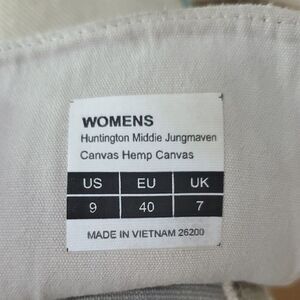 WOMENS
Huntington Middie Jungmaven
Canvas Hemp Canvas
US EU UK
9 40 7
MADE IN VIETNAM 26200